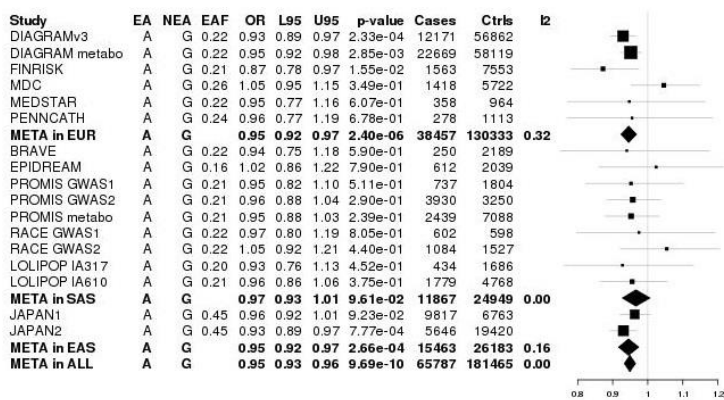 Study EA NEA EAF OR L95 U95 p-value Cases Ctrls I2
DIAGRAMv3 A G 0.22 0.93 0.89 0.97 2.33e-04 12171 56862
DIAGRAM metabo A G 0.22 0.95 0.92 0.98 2.85e-03 22669 58119
FINRISK A G 0.21 0.87 0.78 0.97 1.55e-02 1563 7553
MDC A G 0.26 1.05 0.95 1.15 3.49e-01 1418 5722
MEDSTAR A G 0.22 0.95 0.77 1.16 6.07e-01 358 964
PENNCATH A G 0.24 0.96 0.77 1.19 6.78e-01 278 1113
META in EUR A G 0.95 0.92 0.97 2.40e-06 38457 130333 0.32
BRAVE A G 0.22 0.94 0.75 1.18 5.90e-01 250 2189
EPIDREAM A G 0.16 1.02 0.86 1.22 7.90e-01 612 2039
PROMIS GWAS1 A G 0.21 0.95 0.82 1.10 5.11e-01 737 1804
PROMIS GWAS2 A G 0.21 0.96 0.88 1.04 2.90e-01 3930 3250
PROMIS metabo A G 0.21 0.95 0.88 1.03 2.39e-01 2439 7088
RACE GWAS1 A G 0.22 0.97 0.80 1.19 8.05e-01 602 598
RACE GWAS2 A G 0.22 1.05 0.92 1.21 4.40e-01 1084 1527
LOLIPOP IA317 A G 0.20 0.93 0.76 1.13 4.52e-01 434 1686
LOLIPOP IA610 A G 0.21 0.96 0.86 1.06 3.75e-01 1779 4768
META in SAS A G 0.97 0.93 1.01 9.61e-02 11867 24949 0.00
JAPAN1 A G 0.45 0.96 0.92 1.01 9.23e-02 9817 6763
JAPAN2 A G 0.45 0.93 0.89 0.97 7.77e-04 5646 19420
META in EAS A G 0.95 0.92 0.97 2.66e-04 15463 26183 0.16
META in ALL A G 0.95 0.93 0.96 9.69e-10 65787 181465 0.00
0.8 0.9 1 1.1 1.2